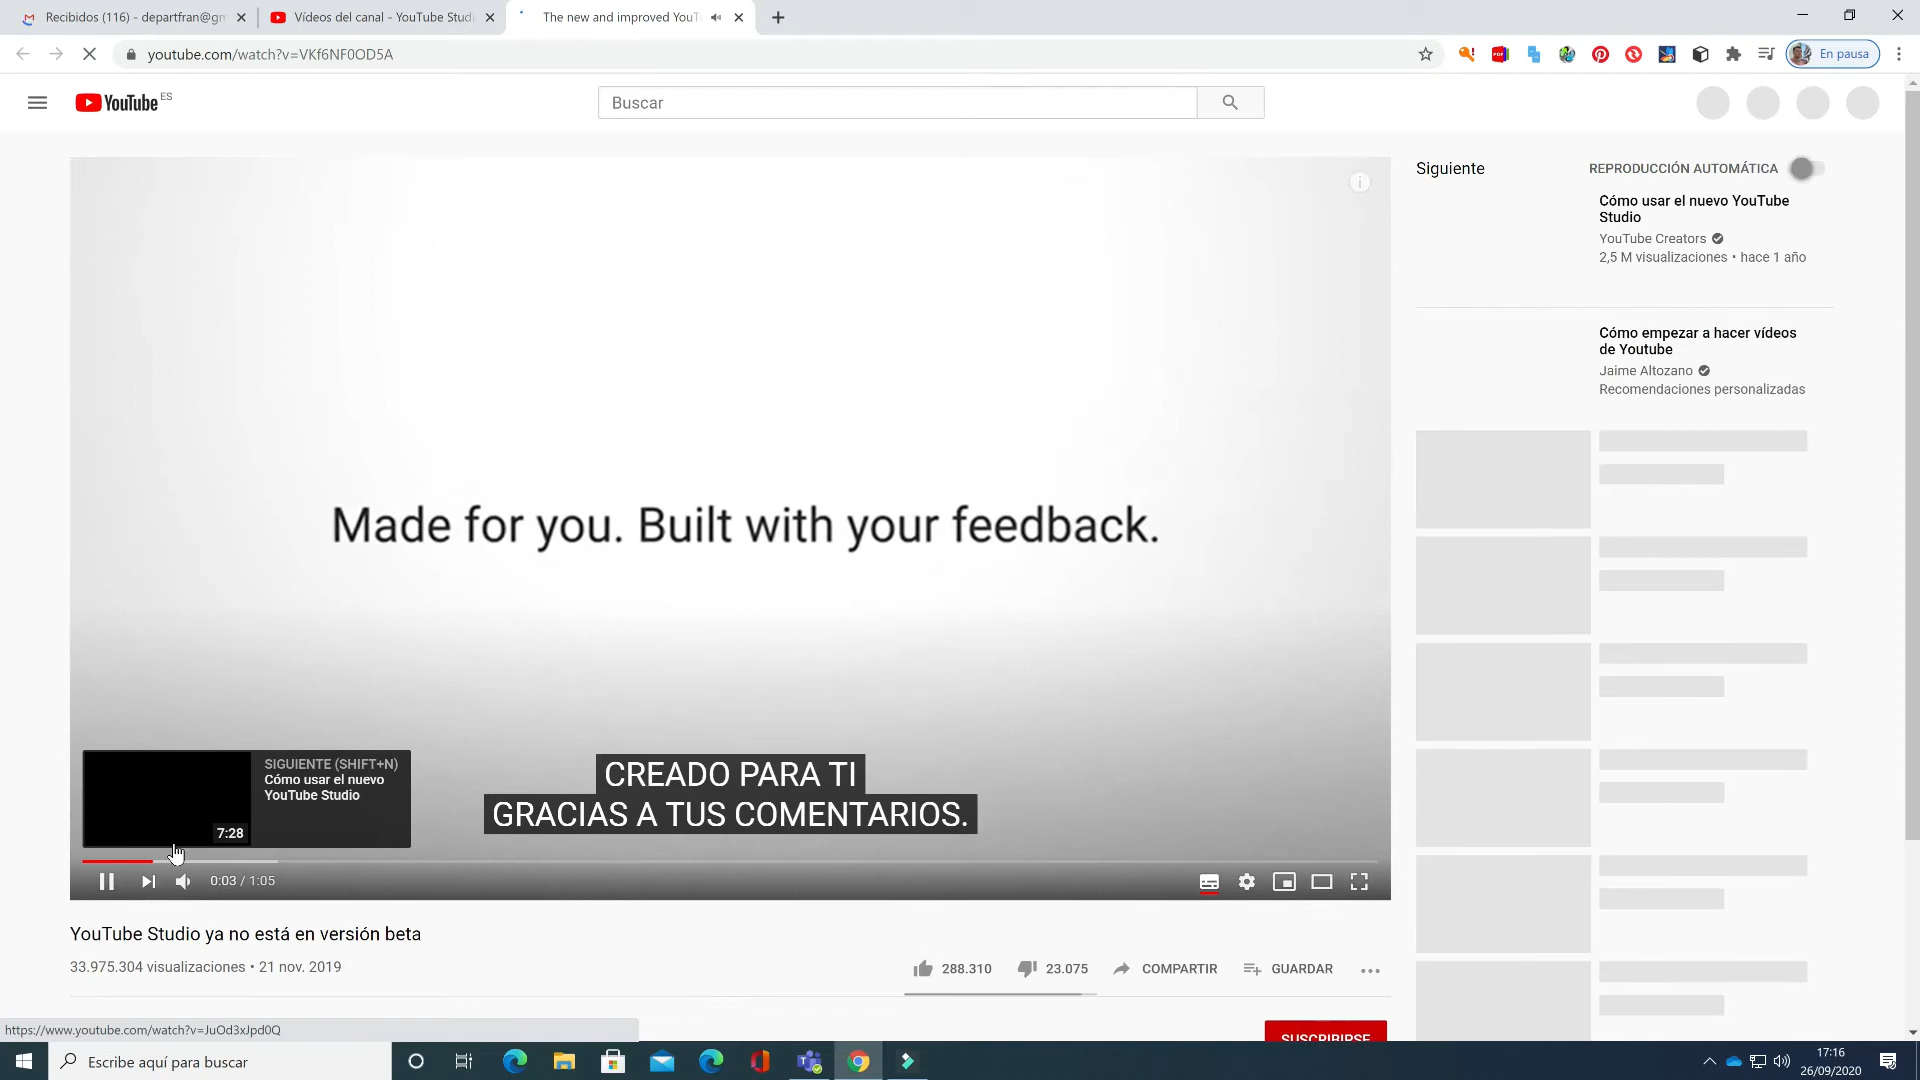 Recibidos (116) - departfran@gm
Vídeos del canal - YouTube Studi
The new and improved YouT
youtube.com/watch?v=VKf6NF0OD5A
En pausa
YouTube ES
Buscar
Made for you. Built with your feedback.
SIGUIENTE (SHIFT+N)
Cómo usar el nuevo
YouTube Studio
7:28
CREADO PARA TI
GRACIAS A TUS COMENTARIOS.
0:03 / 1:05
YouTube Studio ya no está en versión beta
33.975.304 visualizaciones • 21 nov. 2019
288.310
23.075
COMPARTIR
GUARDAR
SUSCRIBIRSE
Siguiente
REPRODUCCIÓN AUTOMÁTICA
Cómo usar el nuevo YouTube
Studio
YouTube Creators
2,5 M visualizaciones • hace 1 año
Cómo empezar a hacer vídeos
de Youtube
Jaime Altozano
Recomendaciones personalizadas
https://www.youtube.com/watch?v=JuOd3xJpd0Q
Escribe aquí para buscar
17:16
26/09/2020